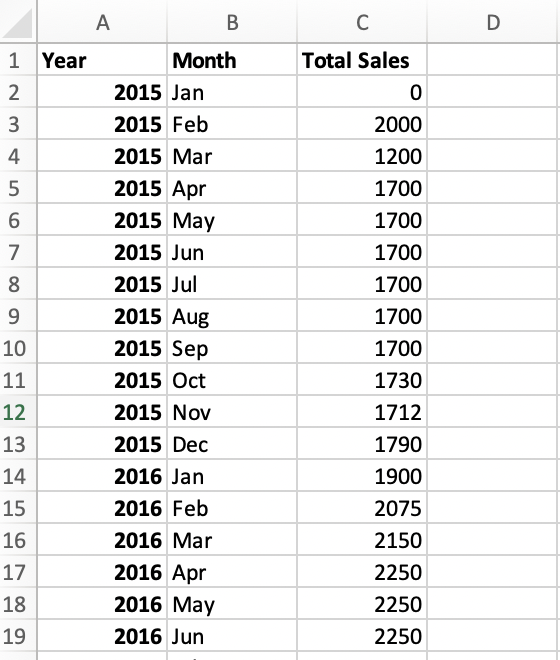 A B C D
1 Year Month Total Sales
2 2015 Jan 0
3 2015 Feb 2000
4 2015 Mar 1200
5 2015 Apr 1700
6 2015 May 1700
7 2015 Jun 1700
8 2015 Jul 1700
9 2015 Aug 1700
10 2015 Sep 1700
11 2015 Oct 1730
12 2015 Nov 1712
13 2015 Dec 1790
14 2016 Jan 1900
15 2016 Feb 2075
16 2016 Mar 2150
17 2016 Apr 2250
18 2016 May 2250
19 2016 Jun 2250